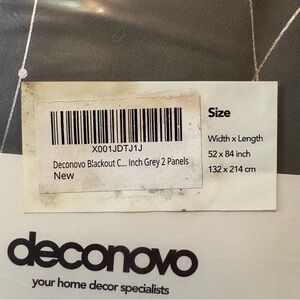 X001JDTJ1J
Deconovo Blackout C... Inch Grey 2 Panels
New
Size
Width x Length
52 x 84 inch
132 x 214 cm
deconovo
your home decor specialists